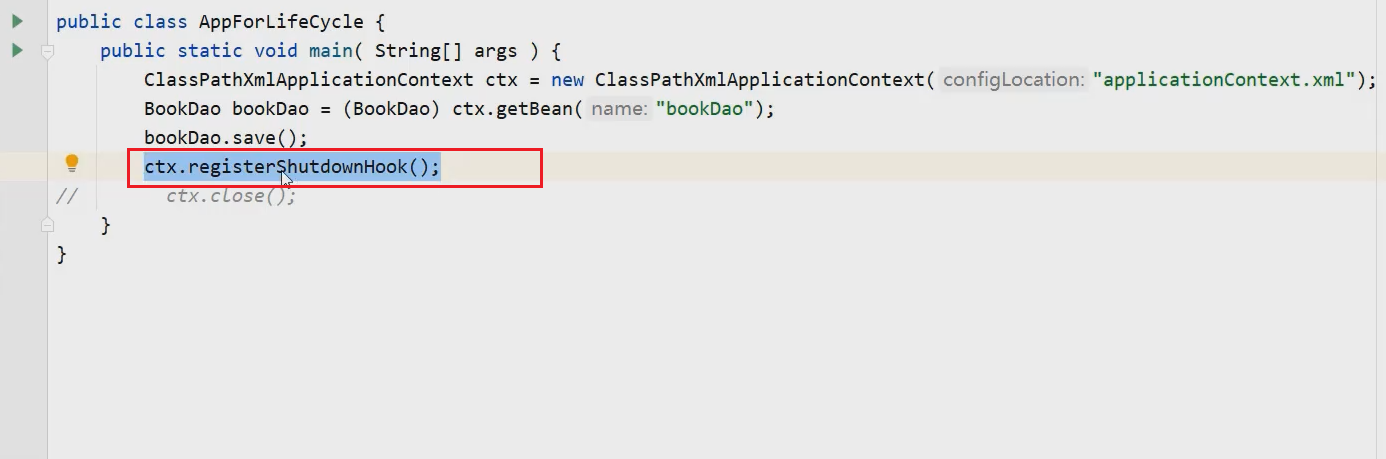 public class AppForLifeCycle {
public static void main( String[] args ) {
ClassPathXmlApplicationContext ctx = new ClassPathXmlApplicationContext( configLocation: "applicationContext.xml");
BookDao bookDao = (BookDao) ctx.getBean( name: "bookDao");
bookDao.save();
ctx.registerShutdownHook();
// ctx.close();
}
}